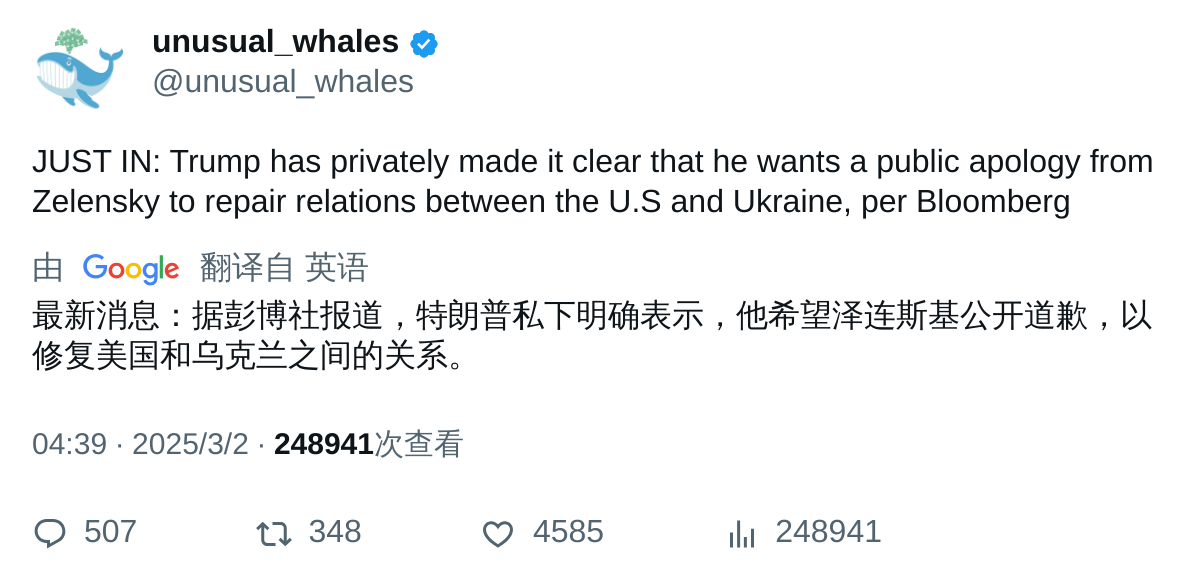 unusual_whales
@unusual_whales
JUST IN: Trump has privately made it clear that he wants a public apology from
Zelensky to repair relations between the U.S and Ukraine, per Bloomberg
由 Google 翻译自 英语
最新消息：据彭博社报道，特朗普私下明确表示，他希望泽连斯基公开道歉，以
修复美国和乌克兰之间的关系。
04:39 · 2025/3/2 · 248941次查看
507 348 4585 248941